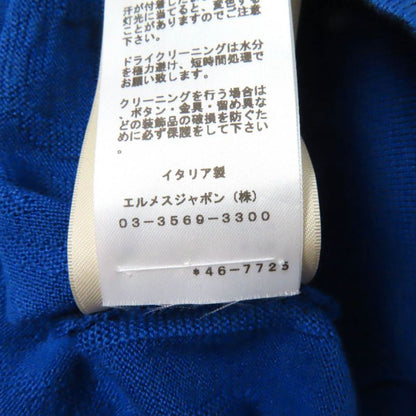 汗が付着した
灯光に当てると、変色する
ことがありますのでご注意
下さい。
ドライクリーニングは水分
を極力避け、短時間処理で
お願い致します。
クリーニングを行う場合は
、ボタン・金具・留め具な
どの装飾品の破損を防ぐた
めに必ず保護をして下さい
。
イタリア製
エルメスジャポン（株）
03-3569-3300
*46-7725